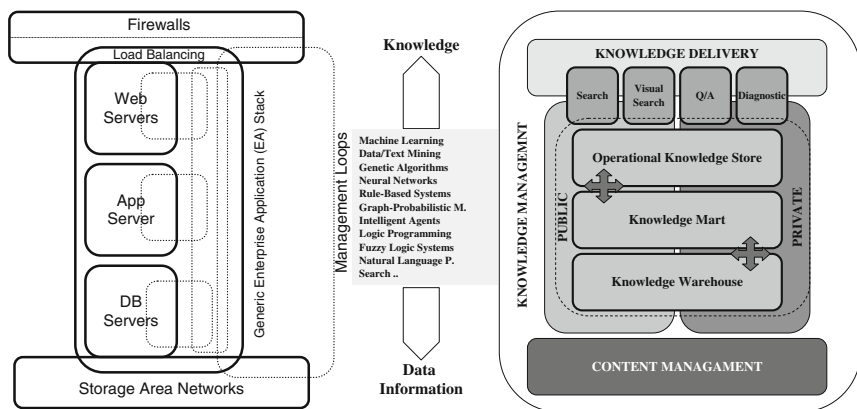 Firewalls
Load Balancing
Web
Servers
App
Server
DB
Servers
Storage Area Networks
Generic Enterprise Application (EA) Stack
Management Loops
Knowledge
Machine Learning
Data/Text Mining
Genetic Algorithms
Neural Networks
Rule-Based Systems
Graph-Probabilistic M.
Intelligent Agents
Logic Programming
Fuzzy Logic Systems
Natural Language P.
Search ..
Data
Information
KNOWLEDGE MANAGEMNT
KNOWLEDGE DELIVERY
Search
Visual
Search
Q/A
Diagnostic
PUBLIC
Operational Knowledge Store
Knowledge Mart
Knowledge Warehouse
PRIVATE
CONTENT MANAGAMENT